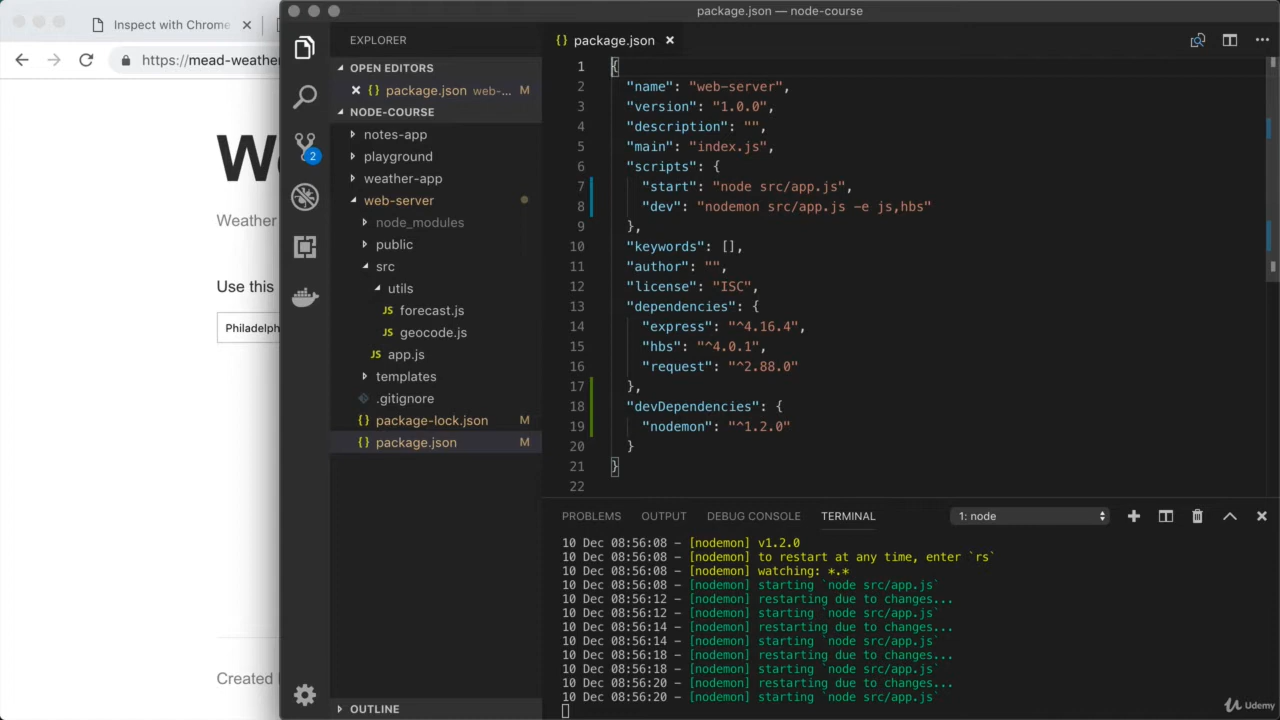 Inspect with Chrome
https://mead-weather
We
Weather
Use this
Philadelph
Created
package.json — node-course
EXPLORER
OPEN EDITORS
{} package.json web-... M
NODE-COURSE
notes-app
playground
weather-app
web-server
node_modules
public
src
utils
JS forecast.js
JS geocode.js
JS app.js
templates
.gitignore
{} package-lock.json M
{} package.json M
OUTLINE
2
{} package.json
1 {
2 "name": "web-server",
3 "version": "1.0.0",
4 "description": "",
5 "main": "index.js",
6 "scripts": {
7 "start": "node src/app.js",
8 "dev": "nodemon src/app.js -e js,hbs"
9 },
10 "keywords": [],
11 "author": "",
12 "license": "ISC",
13 "dependencies": {
14 "express": "^4.16.4",
15 "hbs": "^4.0.1",
16 "request": "^2.88.0"
17 },
18 "devDependencies": {
19 "nodemon": "^1.2.0"
20 }
21 }
22
PROBLEMS OUTPUT DEBUG CONSOLE TERMINAL 1: node
10 Dec 08:56:08 - [nodemon] v1.2.0
10 Dec 08:56:08 - [nodemon] to restart at any time, enter `rs`
10 Dec 08:56:08 - [nodemon] watching: *.*
10 Dec 08:56:08 - [nodemon] starting `node src/app.js`
10 Dec 08:56:12 - [nodemon] restarting due to changes...
10 Dec 08:56:12 - [nodemon] starting `node src/app.js`
10 Dec 08:56:14 - [nodemon] restarting due to changes...
10 Dec 08:56:14 - [nodemon] starting `node src/app.js`
10 Dec 08:56:18 - [nodemon] restarting due to changes...
10 Dec 08:56:18 - [nodemon] starting `node src/app.js`
10 Dec 08:56:20 - [nodemon] restarting due to changes...
10 Dec 08:56:20 - [nodemon] starting `node src/app.js`
Udemy